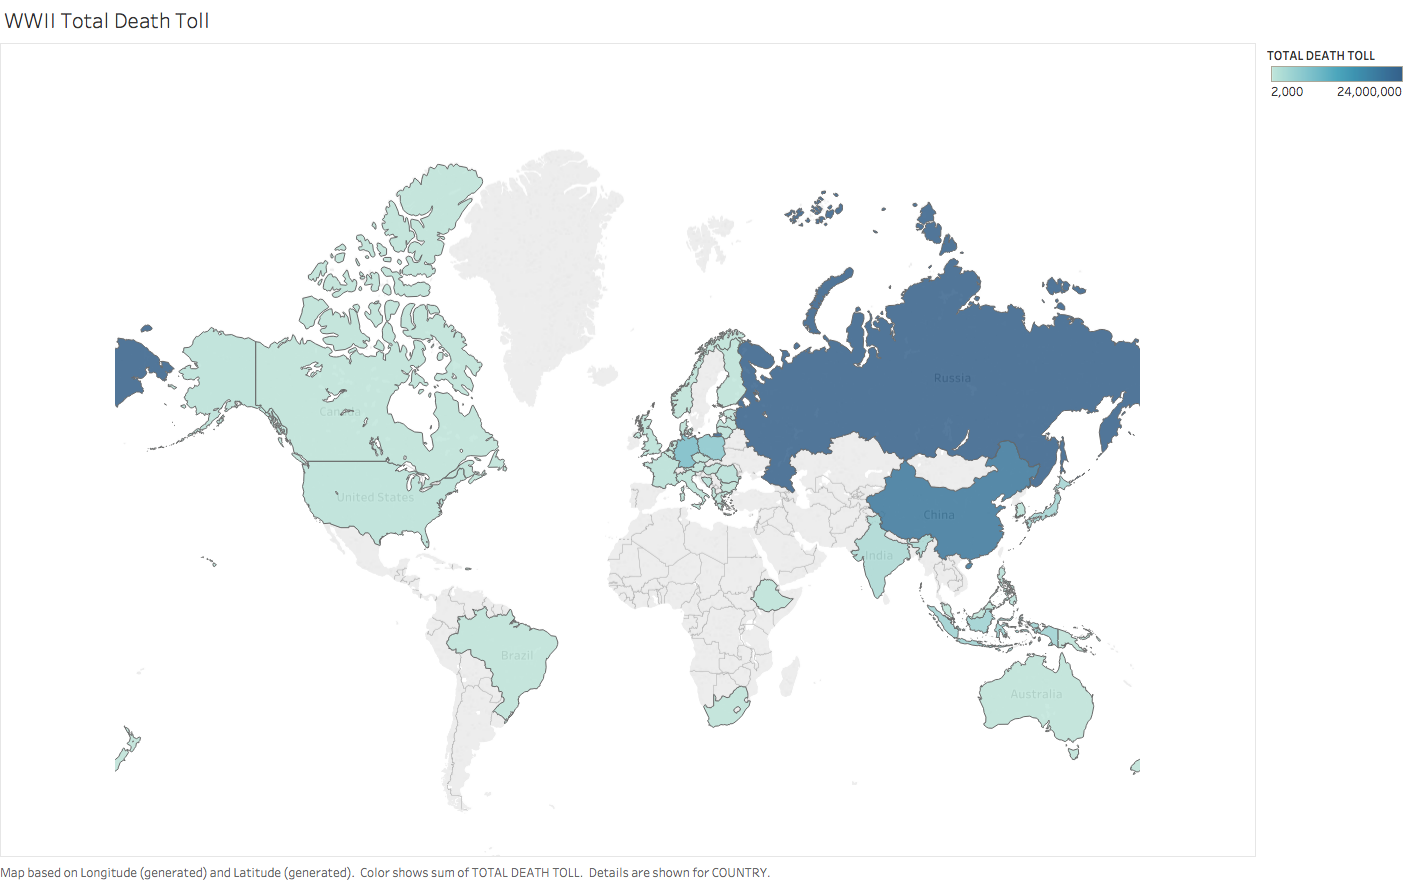 WWII Total Death Toll
TOTAL DEATH TOLL
2,000 24,000,000
Russia
Canada
United States
China
India
Brazil
Australia
Map based on Longitude (generated) and Latitude (generated). Color shows sum of TOTAL DEATH TOLL. Details are shown for COUNTRY.